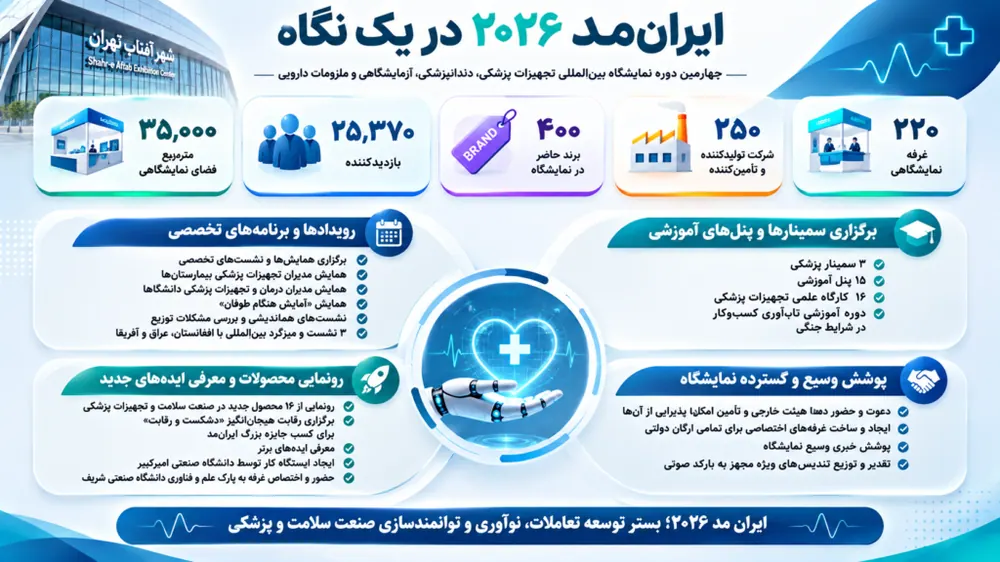 ایران‌مد ۲۰۲۶ در یک نگاه
چهارمین دوره نمایشگاه بین‌المللی تجهیزات پزشکی، دندانپزشکی، آزمایشگاهی و ملزومات دارویی
شهر آفتاب تهران
Shahr-e Aftab Exhibition Center
۲۲۰
غرفه
نمایشگاهی
۲۵۰
شرکت تولیدکننده
و تأمین‌کننده
۴۰۰
برند حاضر
در نمایشگاه
BRAND
۲۵,۳۷۰
بازدیدکننده
۳۵,۰۰۰
مترمربع
فضای نمایشگاهی
برگزاری سمینارها و پنل‌های آموزشی
۳ سمینار پزشکی
۱۵ پنل آموزشی
۱۶ کارگاه علمی تجهیزات پزشکی
دوره آموزشی تاب‌آوری کسب‌وکار
در شرایط جنگی
رویدادها و برنامه‌های تخصصی
برگزاری همایش‌ها و نشست‌های تخصصی
همایش مدیران تجهیزات پزشکی بیمارستان‌ها
همایش مدیران درمان و تجهیزات پزشکی دانشگاها
همایش «آمایش هنگام طوفان»
نشست‌های هم‌اندیشی و بررسی مشکلات توزیع
۳ نشست و میزگرد بین‌المللی با افغانستان، عراق و آفریقا
پوشش وسیع و گسترده نمایشگاه
دعوت و حضور هیئت خارجی و تأمین پذیرایی از آن‌ها
ایجاد و ساخت غرفه‌های اختصاصی برای تمامی ارگان دولتی
پوشش خبری وسیع نمایشگاه
تقدیر و توزیع تندیس‌های ویژه مجهز به بارکد صوتی
رونمایی محصولات و معرفی ایده‌های جدید
رونمایی از ۱۶ محصول جدید در صنعت سلامت و تجهیزات پزشکی
برگزاری رقابت هیجان‌انگیز «دشکست و رقابت»
برای کسب جایزه بزرگ ایران‌مد
معرفی ایده‌های برتر
ایجاد ایستگاه کار توسط دانشگاه صنعتی امیرکبیر
حضور و اختصاص غرفه به پارک علم و فناوری دانشگاه صنعتی شریف
ایران مد ۲۰۲۶؛ بستر توسعه تعاملات، نوآوری و توانمندسازی صنعت سلامت و پزشکی